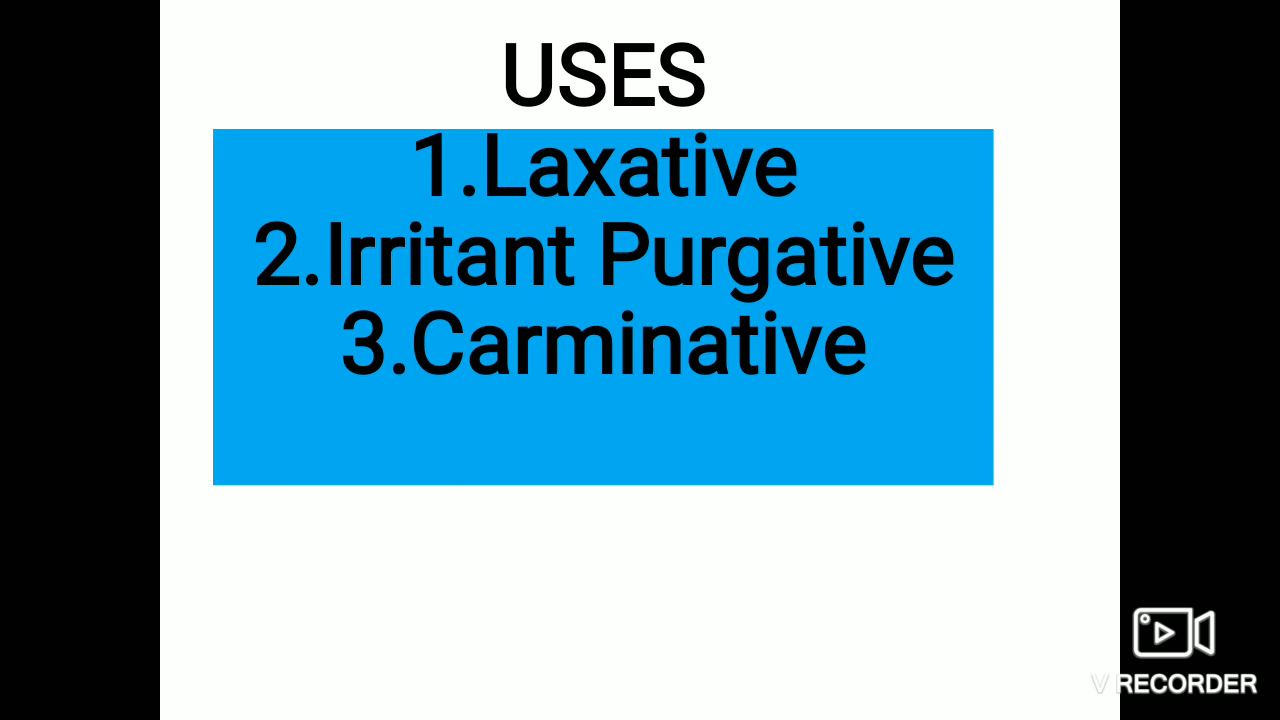 USES
1.Laxative
2.Irritant Purgative
3.Carminative
V RECORDER